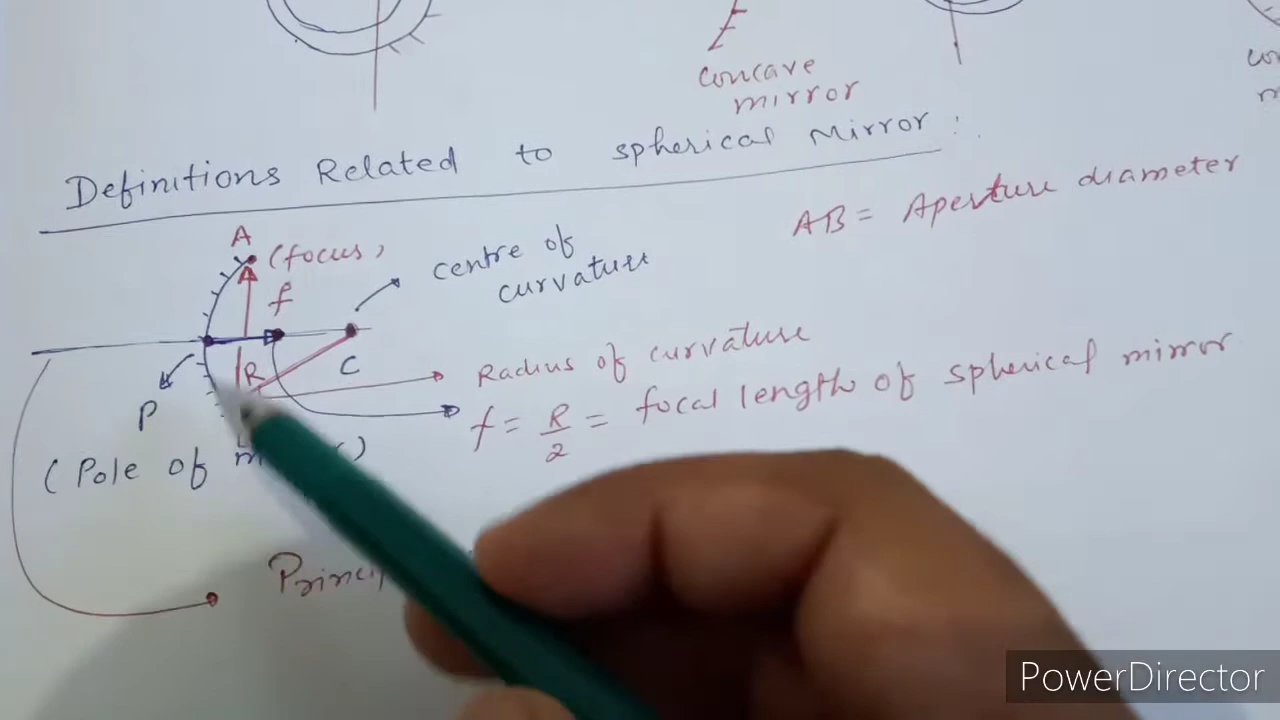 concave
mirror
Definitions Related to spherical Mirror :
AB = Aperture diameter
A
(focus)
centre of
curvature
f
R
C
Radius of curvature
P
f = R/2 = focal length of spherical mirror
(Pole of